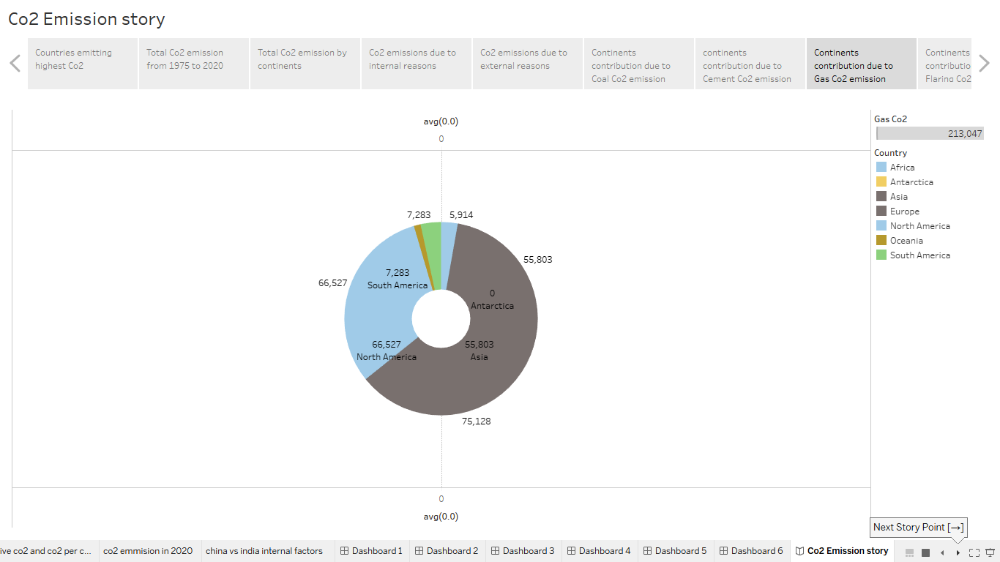 Co2 Emission story
Countries emitting
highest Co2
Total Co2 emission
from 1975 to 2020
Total Co2 emission by
continents
Co2 emissions due to
internal reasons
Co2 emissions due to
external reasons
Continents
contribution due to
Coal Co2 emission
continents
contribution due to
Cement Co2 emission
Continents
contribution due to
Gas Co2 emission
Continents
contributio
Flaring Co2
avg(0.0)
0
7,283
5,914
55,803
66,527
7,283
South America
0
Antarctica
66,527
North America
55,803
Asia
75,128
0
avg(0.0)
Gas Co2
213,047
Country
Africa
Antarctica
Asia
Europe
North America
Oceania
South America
Next Story Point [→]
ive co2 and co2 per c...
co2 emmision in 2020
china vs india internal factors
Dashboard 1
Dashboard 2
Dashboard 3
Dashboard 4
Dashboard 5
Dashboard 6
Co2 Emission story